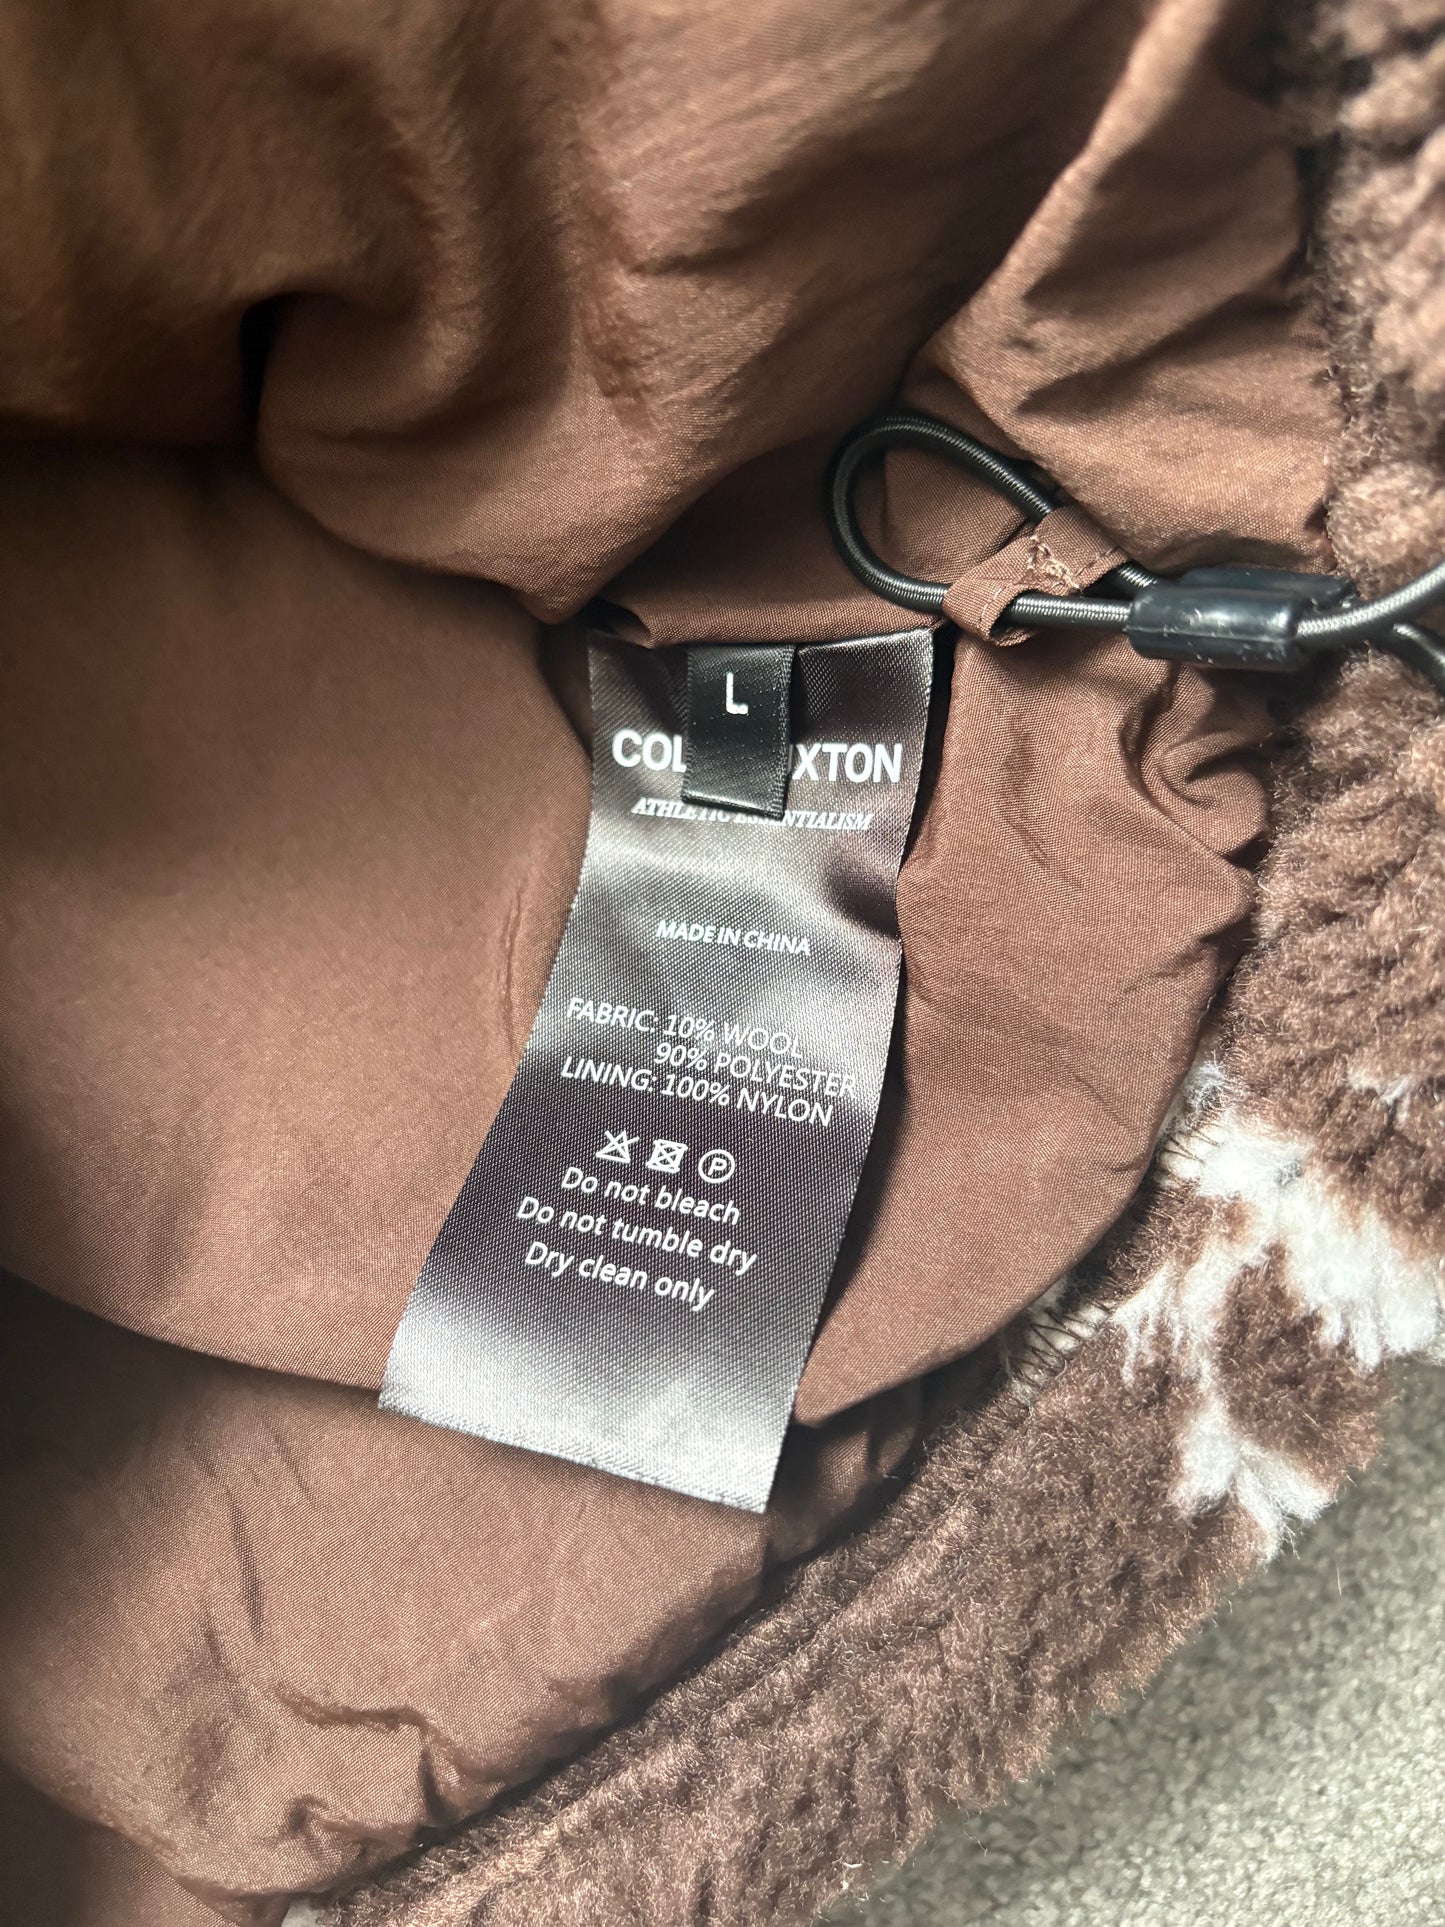 L
COL XTON
ATHLETIC ESSENTIALISM
MADE IN CHINA
FABRIC: 10% WOOL
90% POLYESTER
LINING: 100% NYLON
P
Do not bleach
Do not tumble dry
Dry clean only